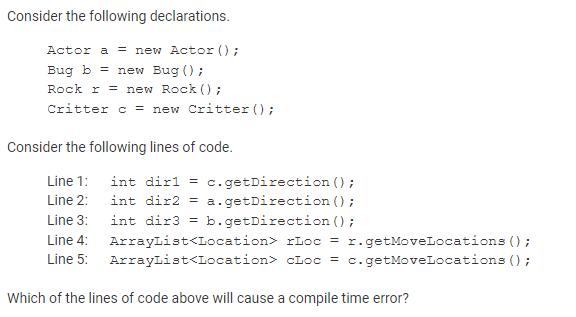 Consider the following declarations.
Actor a = new Actor();
Bug b = new Bug();
Rock r = new Rock();
Critter c = new Critter();
Consider the following lines of code.
Line 1: int dir1 = c.getDirection();
Line 2: int dir2 = a.getDirection();
Line 3: int dir3 = b.getDirection();
Line 4: ArrayList<Location> rLoc = r.getMoveLocations();
Line 5: ArrayList<Location> cLoc = c.getMoveLocations();
Which of the lines of code above will cause a compile time error?